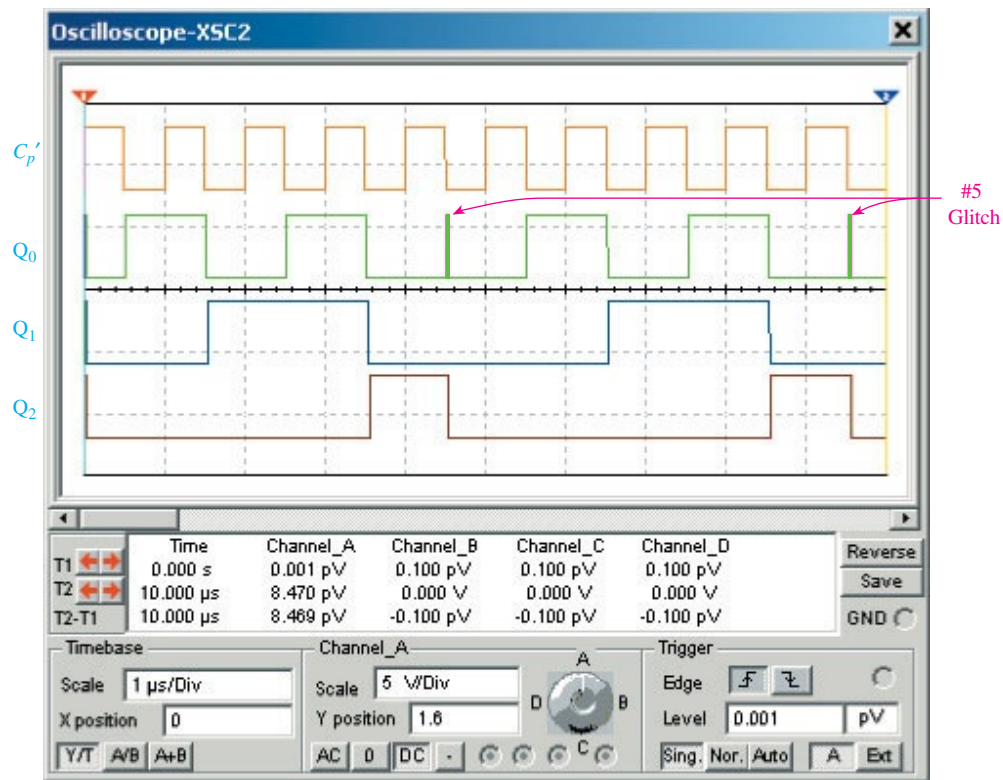 Oscilloscope-XSC2
1
2
Cp′
#5
Glitch
Q0
Q1
Q2
Time Channel_A Channel_B Channel_C Channel_D
T1 0.000 s 0.001 pV 0.100 pV 0.100 pV 0.100 pV
T2 10.000 µs 8.470 pV 0.000 V 0.000 V 0.000 V
T2-T1 10.000 µs 8.469 pV -0.100 pV -0.100 pV -0.100 pV
Reverse
Save
GND
Timebase
Scale 1 µs/Div
X position 0
Y/T A/B A+B
Channel_A
Scale 5 V/Div
Y position 1.6
AC 0 DC -
A
B
C
D
Trigger
Edge
Level 0.001 pV
Sing. Nor. Auto A Ext